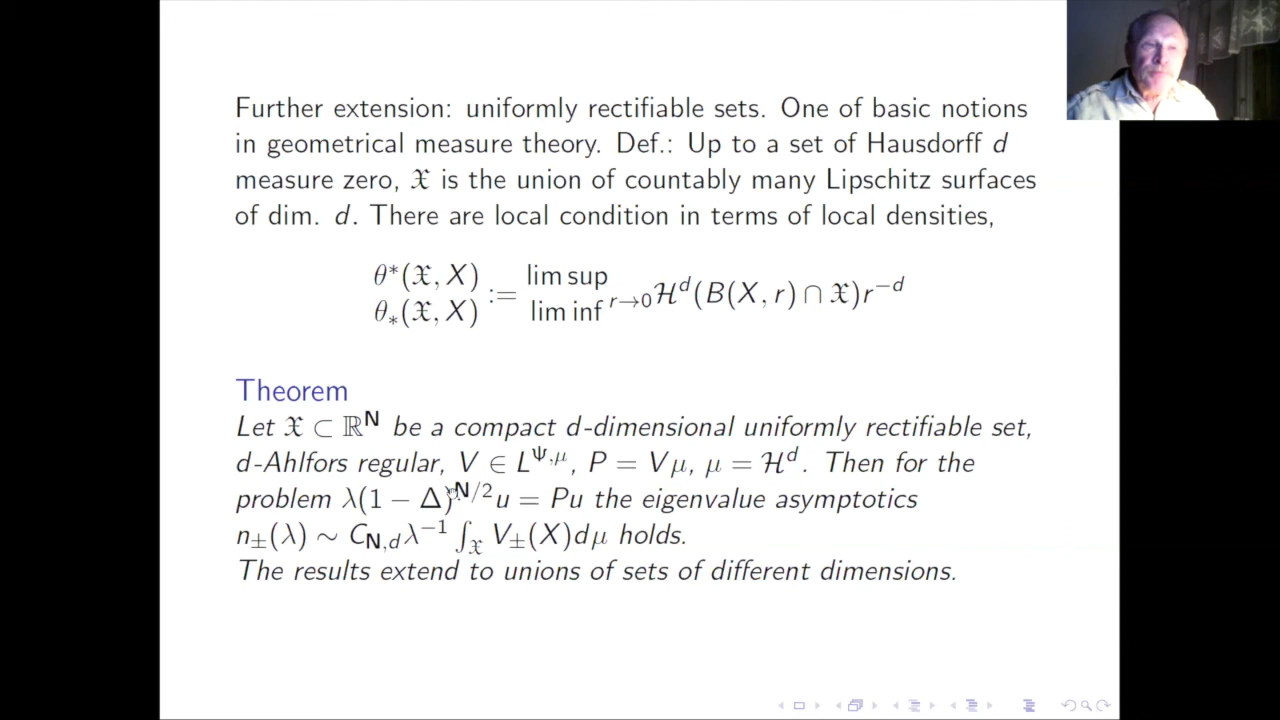 Further extension: uniformly rectifiable sets. One of basic notions
in geometrical measure theory. Def.: Up to a set of Hausdorff d
measure zero, 𝔛 is the union of countably many Lipschitz surfaces
of dim. d. There are local condition in terms of local densities,
θ*(𝔛, X) lim sup
θ_*(𝔛, X) := lim inf r→0 ℋ^d(B(X, r) ∩ 𝔛)r^{-d}
Theorem
Let 𝔛 ⊂ ℝ^N be a compact d-dimensional uniformly rectifiable set,
d-Ahlfors regular, V ∈ L^{Ψ,μ}, P = Vμ, μ = ℋ^d. Then for the
problem λ(1 − Δ)^{N/2}u = Pu the eigenvalue asymptotics
n_±(λ) ∼ C_{N,d}λ^{-1} ∫_𝔛 V_±(X)dμ holds.
The results extend to unions of sets of different dimensions.